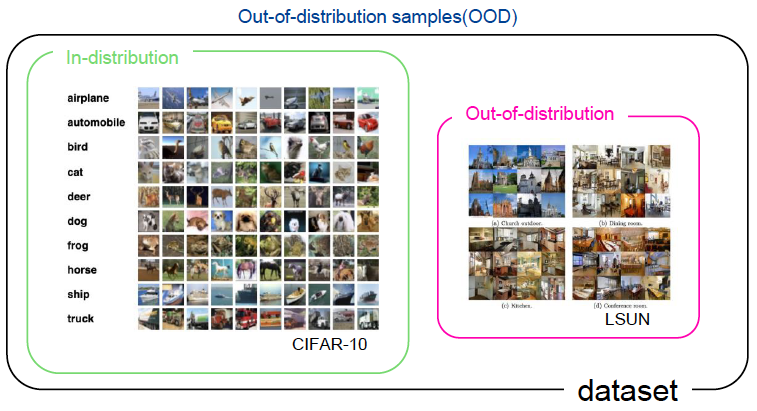 Out-of-distribution samples(OOD)
In-distribution
airplane
automobile
bird
cat
deer
dog
frog
horse
ship
truck
CIFAR-10
Out-of-distribution
(a) Church outdoor.
(b) Dining room.
(c) Kitchen.
(d) Conference room.
LSUN
dataset